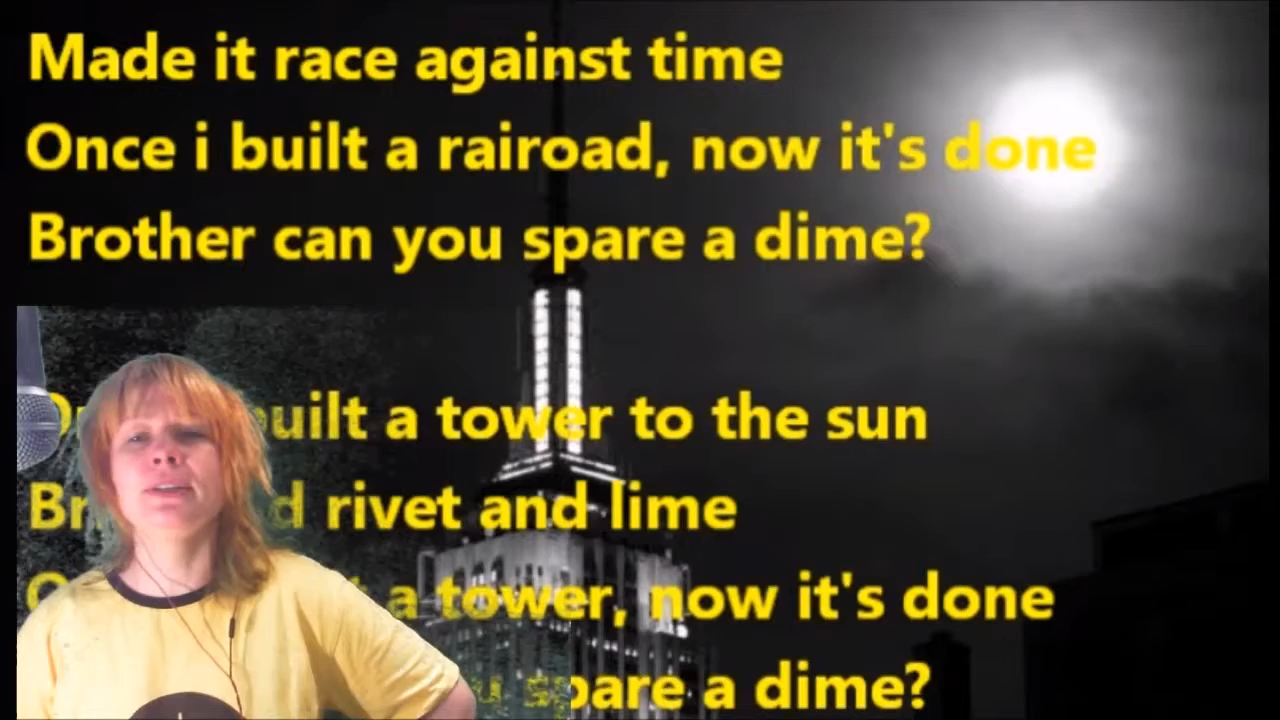 Made it race against time
Once i built a rairoad, now it's done
Brother can you spare a dime?
built a tower to the sun
rivet and lime
a tower, now it's done
spare a dime?